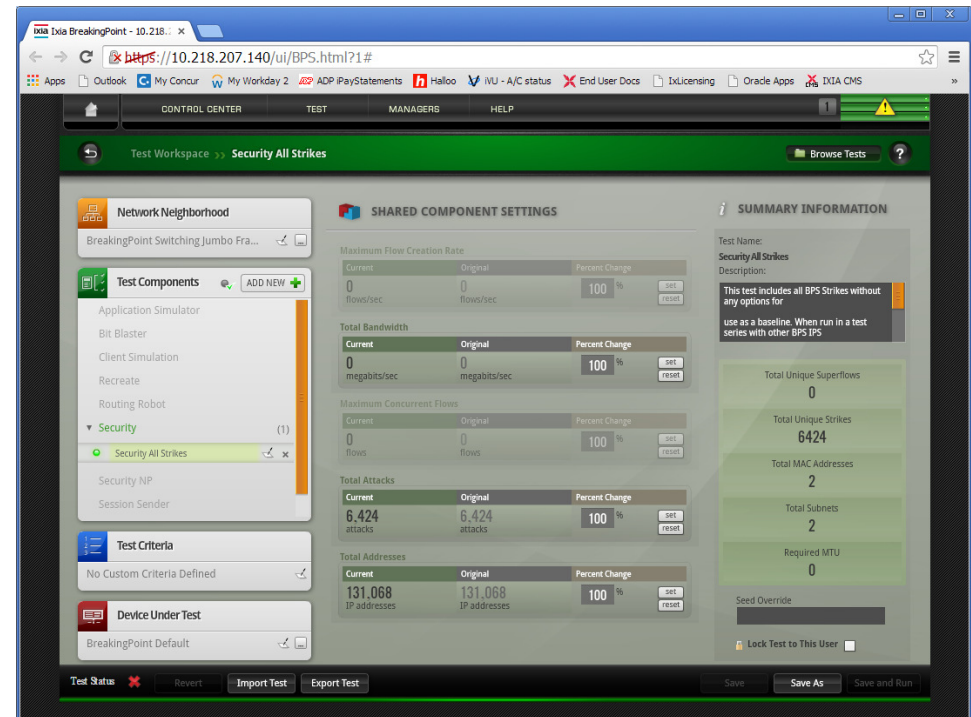 IXIA Ixia BreakingPoint - 10.218.: ×
https://10.218.207.140/ui/BPS.html?1#
Apps Outlook My Concur My Workday 2 ADP iPayStatements Halloo iVU - A/C status End User Docs IxLicensing Oracle Apps IXIA CMS »
CONTROL CENTER TEST MANAGERS HELP 1
Test Workspace >> Security All Strikes Browse Tests ?
Network Neighborhood
BreakingPoint Switching Jumbo Fra...
Test Components ADD NEW
Application Simulator
Bit Blaster
Client Simulation
Recreate
Routing Robot
Security (1)
Security All Strikes ×
Security NP
Session Sender
Test Criteria
No Custom Criteria Defined
Device Under Test
BreakingPoint Default
SHARED COMPONENT SETTINGS
Maximum Flow Creation Rate
Current Original Percent Change
0 0 100 % set
flows/sec flows/sec reset
Total Bandwidth
Current Original Percent Change
0 0 100 % set
megabits/sec megabits/sec reset
Maximum Concurrent Flows
Current Original Percent Change
0 0 100 % set
flows flows reset
Total Attacks
Current Original Percent Change
6,424 6,424 100 % set
attacks attacks reset
Total Addresses
Current Original Percent Change
131,068 131,068 100 % set
IP addresses IP addresses reset
i SUMMARY INFORMATION
Test Name:
Security All Strikes
Description:
This test includes all BPS Strikes without
any options for
use as a baseline. When run in a test
series with other BPS IPS
Total Unique Superflows
0
Total Unique Strikes
6424
Total MAC Addresses
2
Total Subnets
2
Required MTU
0
Seed Override
Lock Test to This User
Test Status Revert Import Test Export Test Save Save As Save and Run